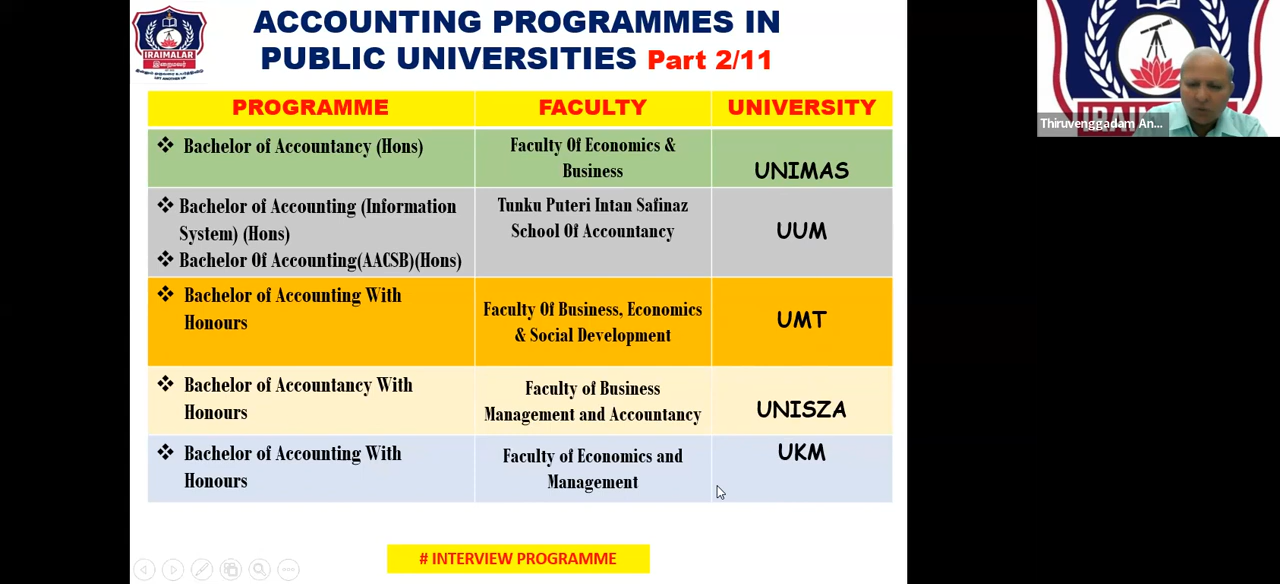 ACCOUNTING PROGRAMMES IN
PUBLIC UNIVERSITIES Part 2/11
IRAIMALAR
இறைமலர்
PROGRAMME FACULTY UNIVERSITY
❖ Bachelor of Accountancy (Hons)
Faculty Of Economics &
Business
UNIMAS
❖ Bachelor of Accounting (Information
System) (Hons)
❖ Bachelor Of Accounting(AACSB)(Hons)
Tunku Puteri Intan Safinaz
School Of Accountancy
UUM
❖ Bachelor of Accounting With
Honours
Faculty Of Business, Economics
& Social Development
UMT
❖ Bachelor of Accountancy With
Honours
Faculty of Business
Management and Accountancy
UNISZA
❖ Bachelor of Accounting With
Honours
Faculty of Economics and
Management
UKM
# INTERVIEW PROGRAMME
Thiruvenggadam An...